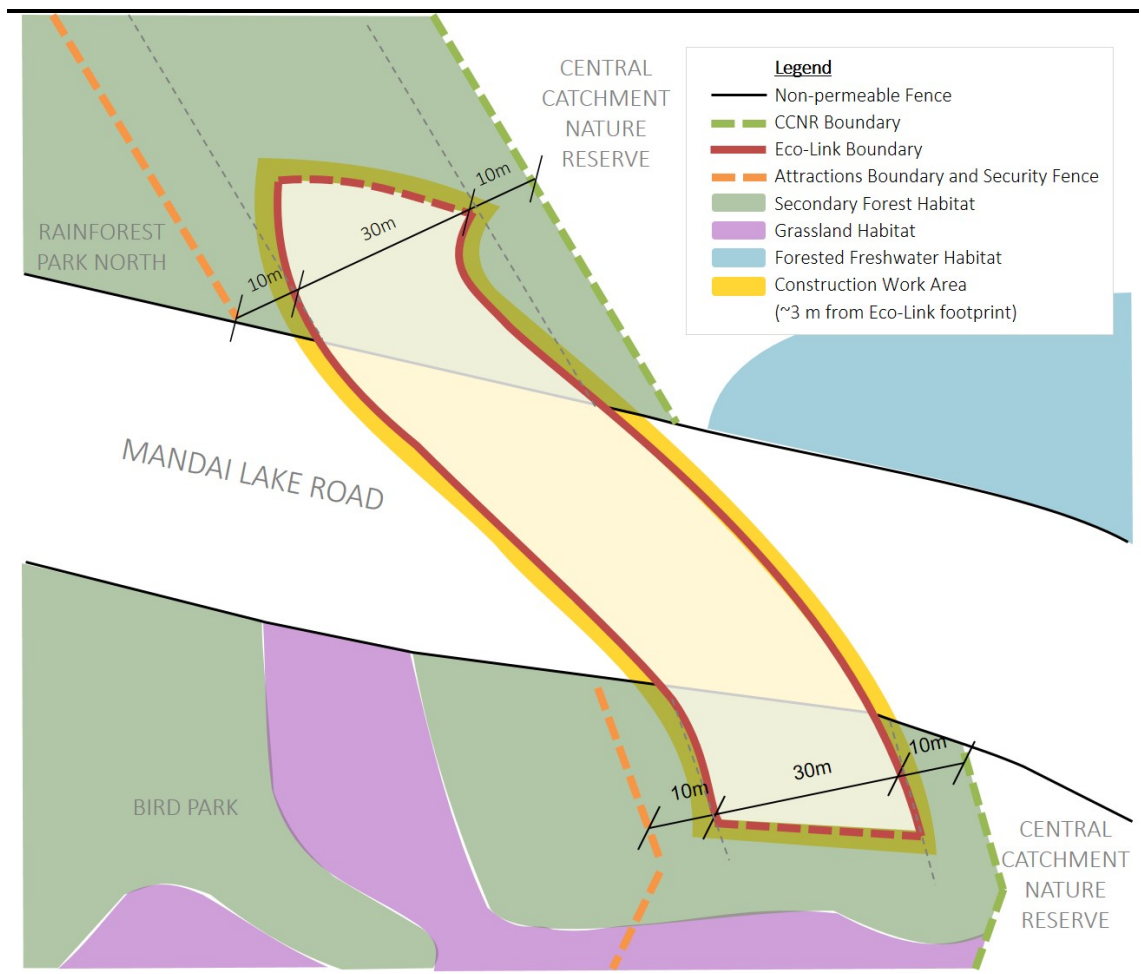 CENTRAL
CATCHMENT
NATURE
RESERVE
Legend
Non-permeable Fence
CCNR Boundary
Eco-Link Boundary
Attractions Boundary and Security Fence
Secondary Forest Habitat
Grassland Habitat
Forested Freshwater Habitat
Construction Work Area
(~3 m from Eco-Link footprint)
10m
30m
10m
RAINFOREST
PARK NORTH
MANDAI LAKE ROAD
10m
30m
10m
BIRD PARK
CENTRAL
CATCHMENT
NATURE
RESERVE